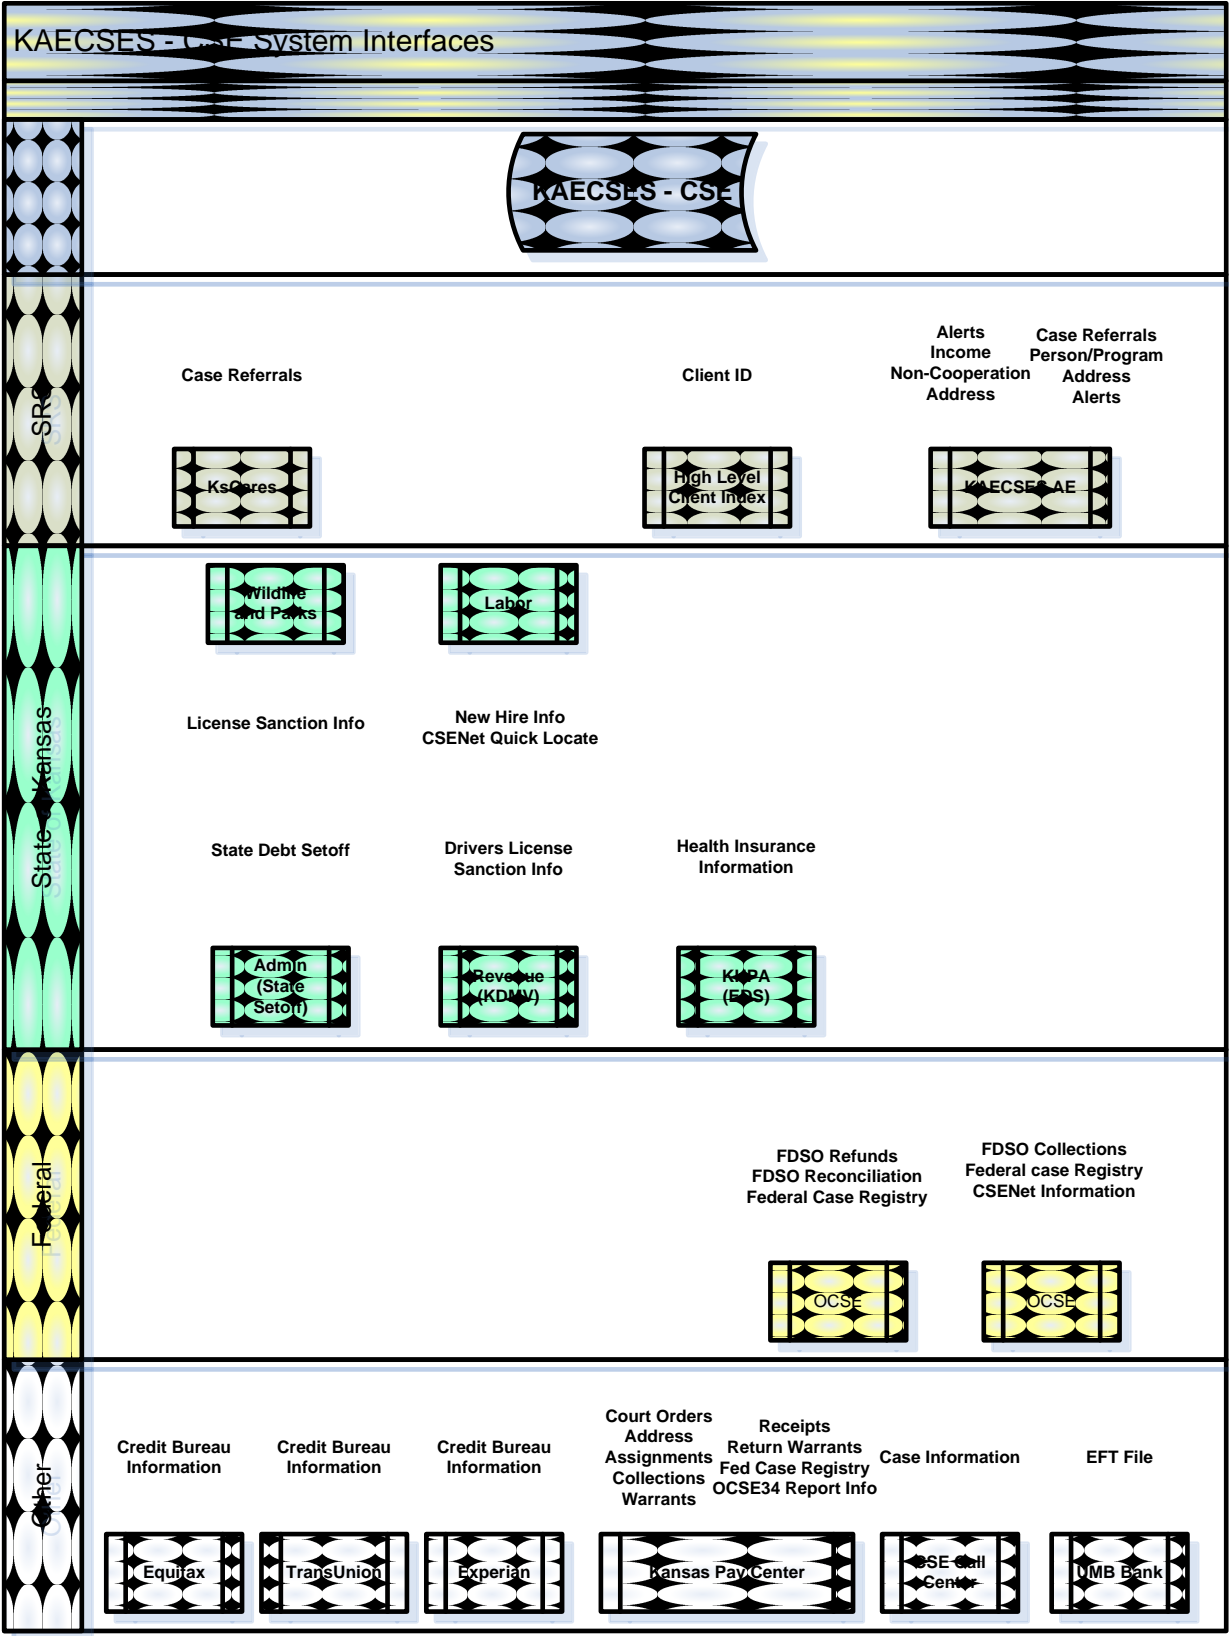 KAECSES - CSE System Interfaces
KAECSES - CSE
SRS
Case Referrals
Client ID
Alerts
Income
Non-Cooperation
Address
Case Referrals
Person/Program
Address
Alerts
KsCares
High Level
Client Index
KAECSES-AE
State of Kansas
Wildlife
and Parks
Labor
License Sanction Info
New Hire Info
CSENet Quick Locate
State Debt Setoff
Drivers License
Sanction Info
Health Insurance
Information
Admin
(State
Setoff)
Revenue
(KDMV)
KHPA
(EDS)
Federal
FDSO Refunds
FDSO Reconciliation
Federal Case Registry
FDSO Collections
Federal case Registry
CSENet Information
OCSE
OCSE
Other
Credit Bureau
Information
Credit Bureau
Information
Credit Bureau
Information
Court Orders
Address
Assignments
Collections
Warrants
Receipts
Return Warrants
Fed Case Registry
OCSE34 Report Info
Case Information
EFT File
Equifax
TransUnion
Experian
Kansas Pay Center
CSE Call
Center
UMB Bank